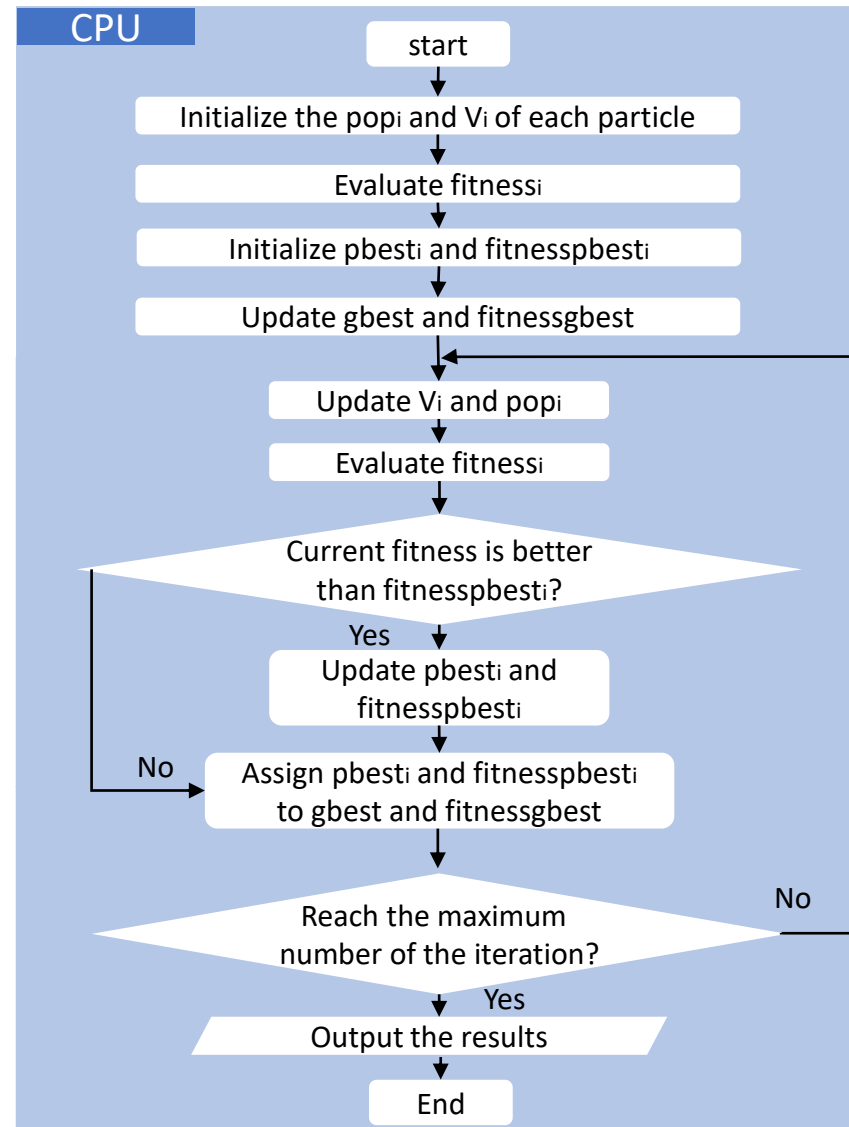 CPU
start
Initialize the popi and Vi of each particle
Evaluate fitnessi
Initialize pbesti and fitnesspbesti
Update gbest and fitnessgbest
Update Vi and popi
Evaluate fitnessi
Current fitness is better
than fitnesspbesti?
Yes
Update pbesti and
fitnesspbesti
No
Assign pbesti and fitnesspbesti
to gbest and fitnessgbest
No
Reach the maximum
number of the iteration?
Yes
Output the results
End